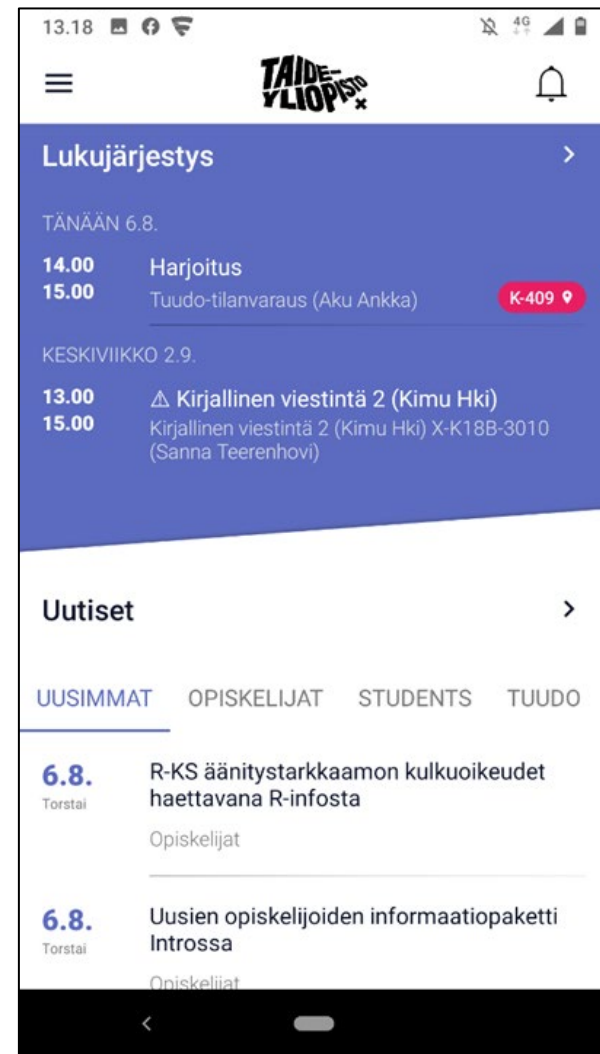 13.18
4G
TAIDE-
YLIOPISTO
Lukujärjestys
TÄNÄÄN 6.8.
14.00 Harjoitus
15.00 Tuudo-tilanvaraus (Aku Ankka) K-409
KESKIVIIKKO 2.9.
13.00 ⚠ Kirjallinen viestintä 2 (Kimu Hki)
15.00 Kirjallinen viestintä 2 (Kimu Hki) X-K18B-3010
(Sanna Teerenhovi)
Uutiset
UUSIMMAT OPISKELIJAT STUDENTS TUUDO
6.8. R-KS äänitystarkkaamon kulkuoikeudet
Torstai haettavana R-infosta
Opiskelijat
6.8. Uusien opiskelijoiden informaatiopaketti
Torstai Introssa
Opiskelijat